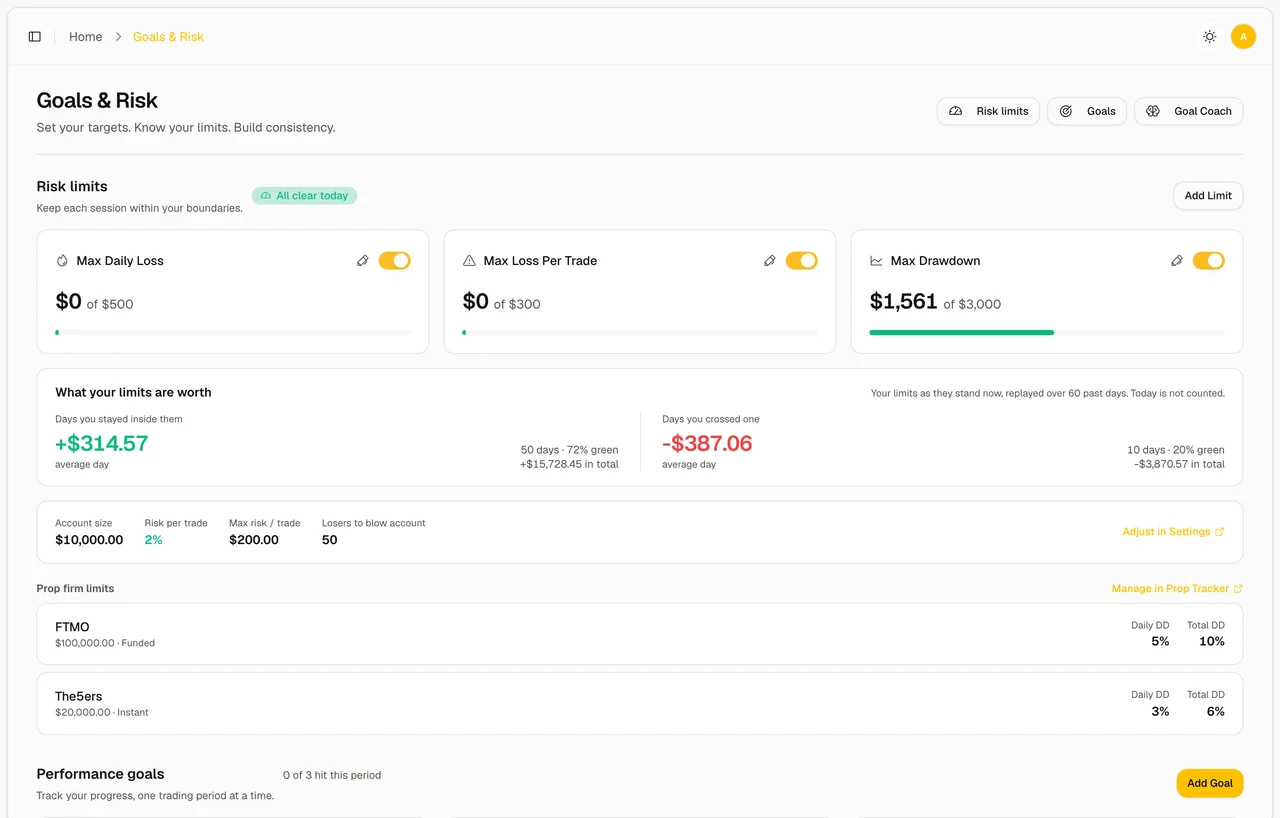 Home > Goals & Risk
A
Goals & Risk
Set your targets. Know your limits. Build consistency.
Risk limits
Goals
Goal Coach
Risk limits
Keep each session within your boundaries.
All clear today
Add Limit
Max Daily Loss
$0 of $500
Max Loss Per Trade
$0 of $300
Max Drawdown
$1,561 of $3,000
What your limits are worth
Your limits as they stand now, replayed over 60 past days. Today is not counted.
Days you stayed inside them
+$314.57
average day
50 days · 72% green
+$15,728.45 in total
Days you crossed one
-$387.06
average day
10 days · 20% green
-$3,870.57 in total
Account size
$10,000.00
Risk per trade
2%
Max risk / trade
$200.00
Losers to blow account
50
Adjust in Settings
Prop firm limits
Manage in Prop Tracker
FTMO
$100,000.00 · Funded
Daily DD
5%
Total DD
10%
The5ers
$20,000.00 · Instant
Daily DD
3%
Total DD
6%
Performance goals
0 of 3 hit this period
Track your progress, one trading period at a time.
Add Goal